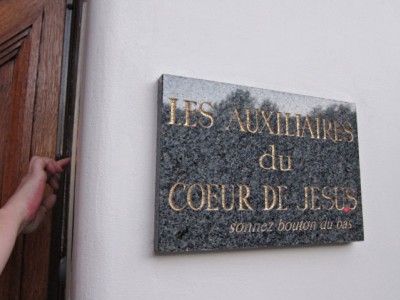 LES AUXILIAIRES
du
COEUR DE JESUS
sonnez bouton du bas